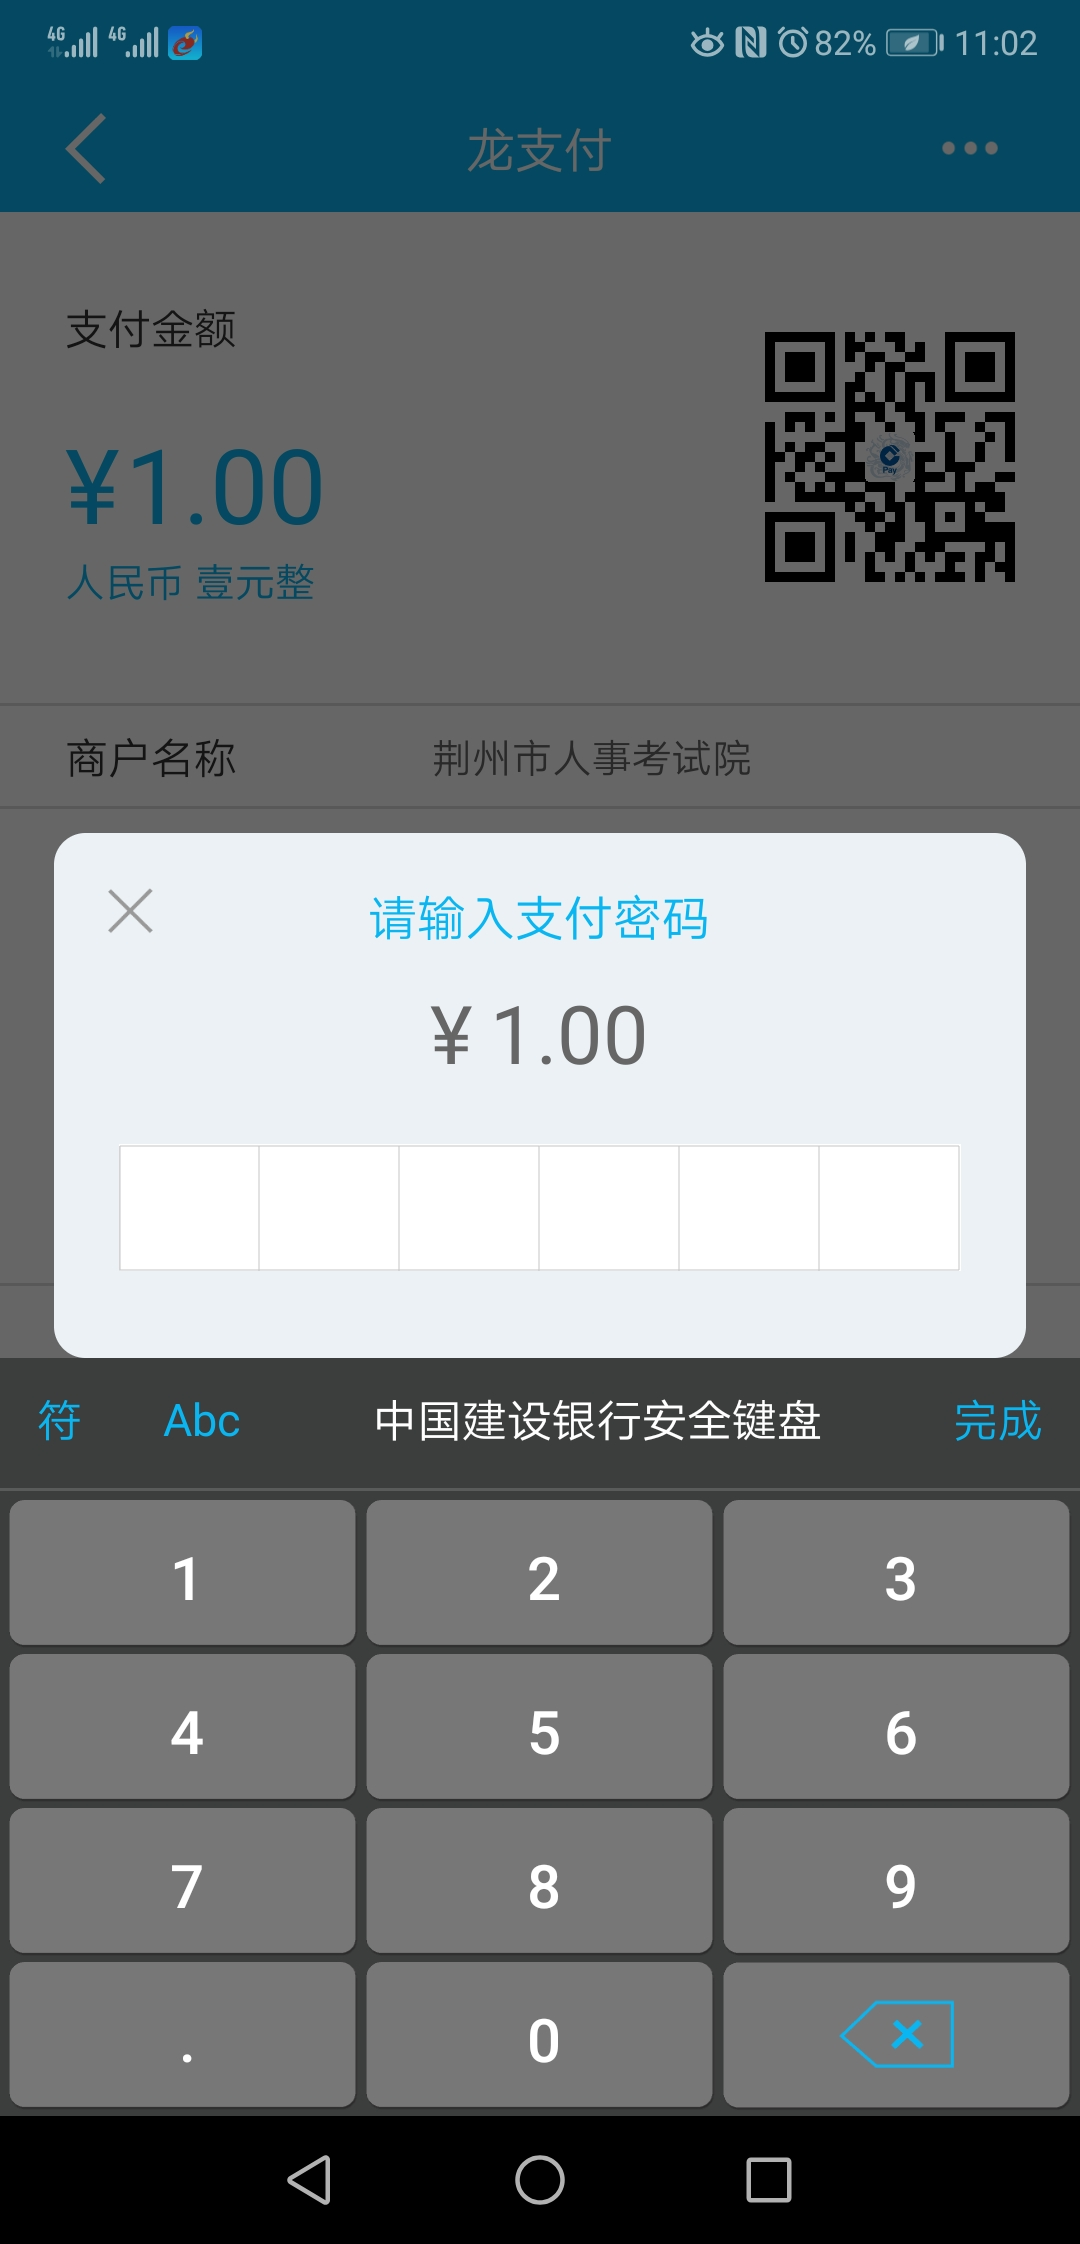 4G 4G 82% 11:02
龙支付
支付金额
¥1.00
人民币 壹元整
Pay
商户名称 荆州市人事考试院
请输入支付密码
¥ 1.00
符 Abc 中国建设银行安全键盘 完成
1 2 3
4 5 6
7 8 9
. 0